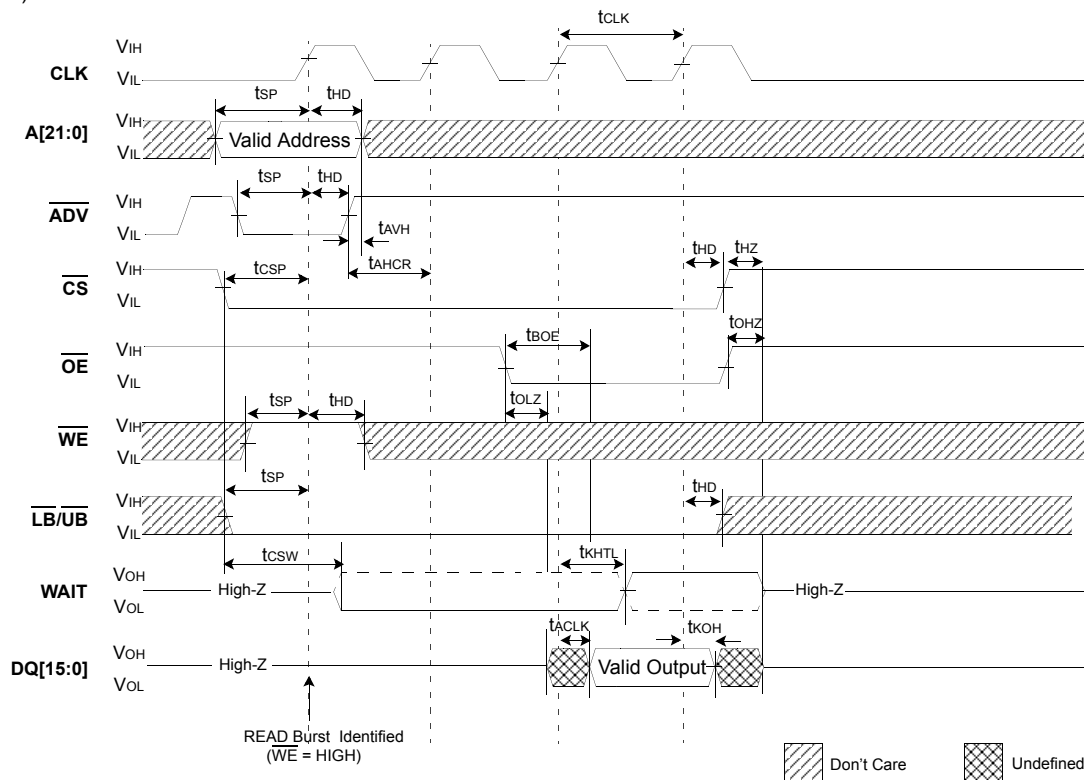 tCLK
VIH
CLK
VIL
tSP tHD
VIH
A[21:0] Valid Address
VIL
tSP tHD
VIH
ADV
VIL
tAVH
tCSP tAHCR tHD tHZ
VIH
CS
VIL
tBOE tOHZ
VIH
OE
VIL
tSP tHD tOLZ
VIH
WE
VIL
tSP tHD
VIH
LB/UB
VIL
tCSW tKHTL
VOH
WAIT High-Z High-Z
VOL
tACLK tKOH
VOH
DQ[15:0] High-Z Valid Output
VOL
READ Burst Identified
(WE = HIGH)
Don't Care Undefined